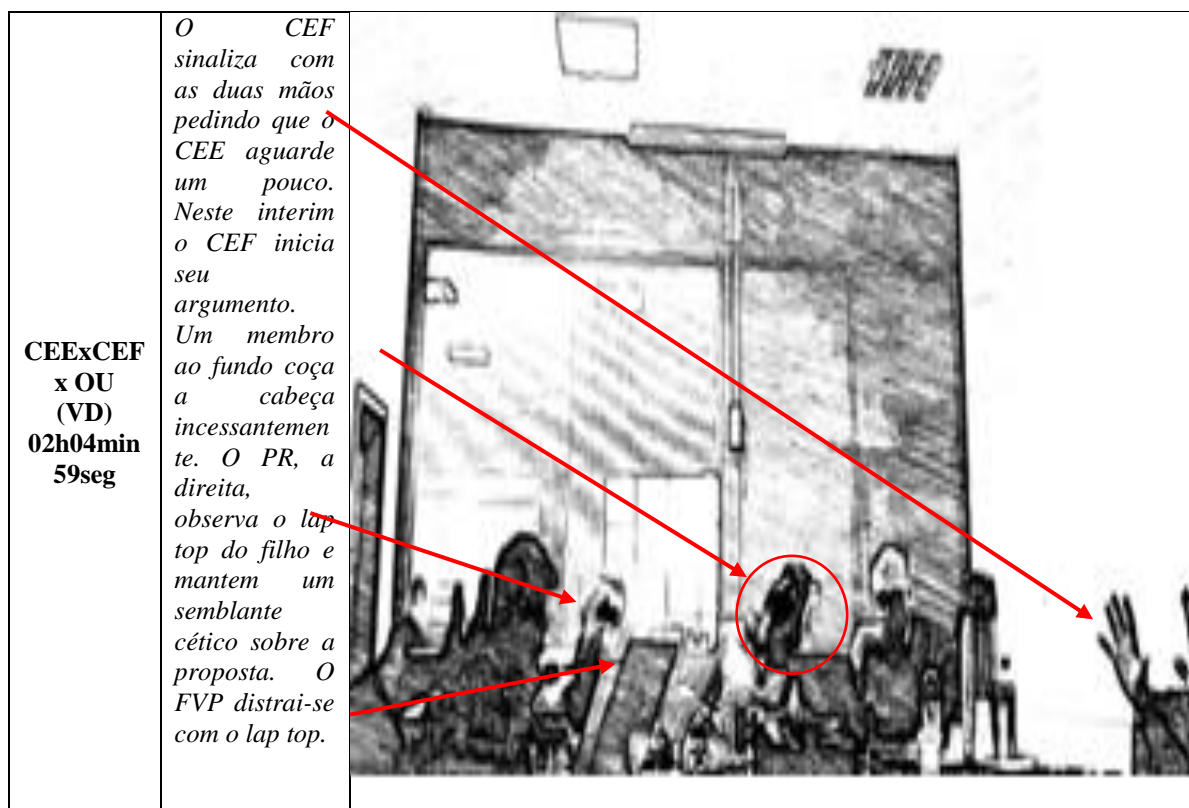 CEExCEF
x OU
(VD)
02h04min
59seg
O CEF
sinaliza com
as duas mãos
pedindo que o
CEE aguarde
um pouco.
Neste interim
o CEF inicia
seu
argumento.
Um membro
ao fundo coça
a cabeça
incessantemen
te. O PR, a
direita,
observa o lap
top do filho e
mantem um
semblante
cético sobre a
proposta. O
FVP distrai-se
com o lap top.